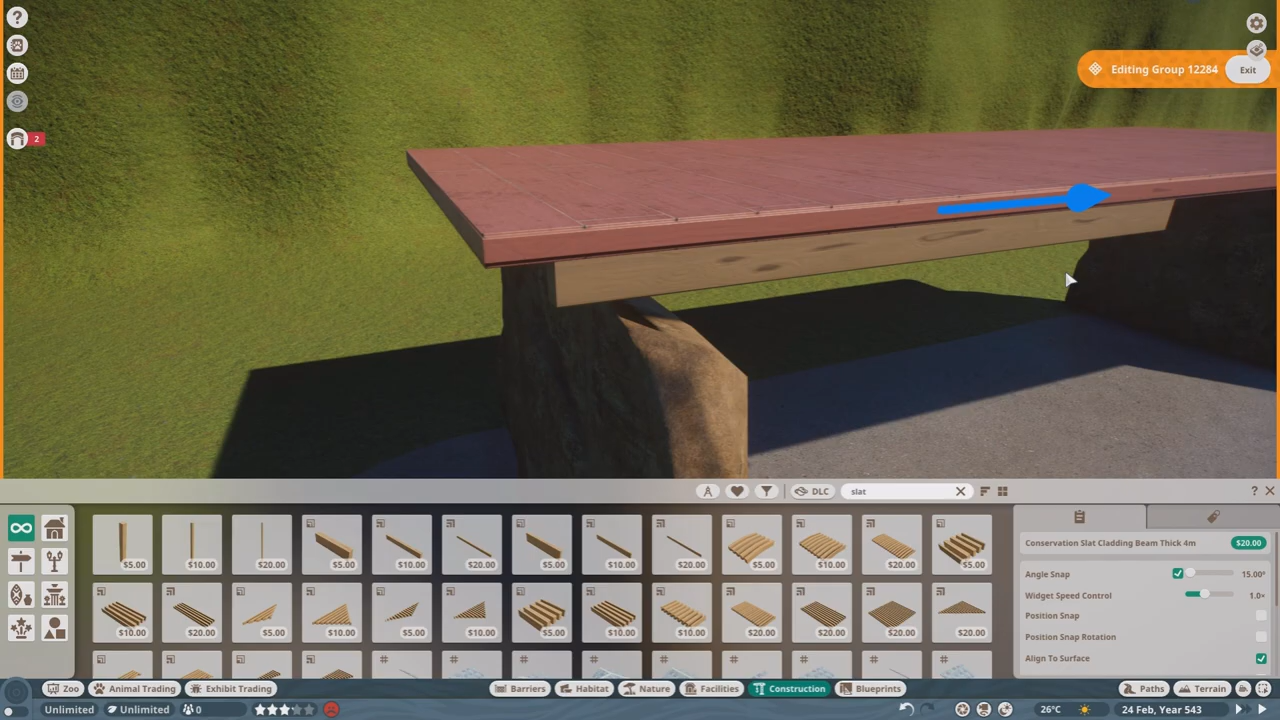 ?
2
Editing Group 12284
Exit
DLC
slat
?
$5.00 $10.00 $20.00 $5.00 $10.00 $20.00 $5.00 $10.00 $20.00 $5.00 $10.00 $20.00 $5.00
$10.00 $20.00 $5.00 $10.00 $5.00 $10.00 $5.00 $10.00 $10.00 $20.00 $20.00 $20.00 $20.00
Conservation Slat Cladding Beam Thick 4m $20.00
Angle Snap 15.00°
Widget Speed Control 1.0×
Position Snap
Position Snap Rotation
Align To Surface
Zoo Animal Trading Exhibit Trading Barriers Habitat Nature Facilities Construction Blueprints Paths Terrain
Unlimited Unlimited 0 26°C 24 Feb, Year 543